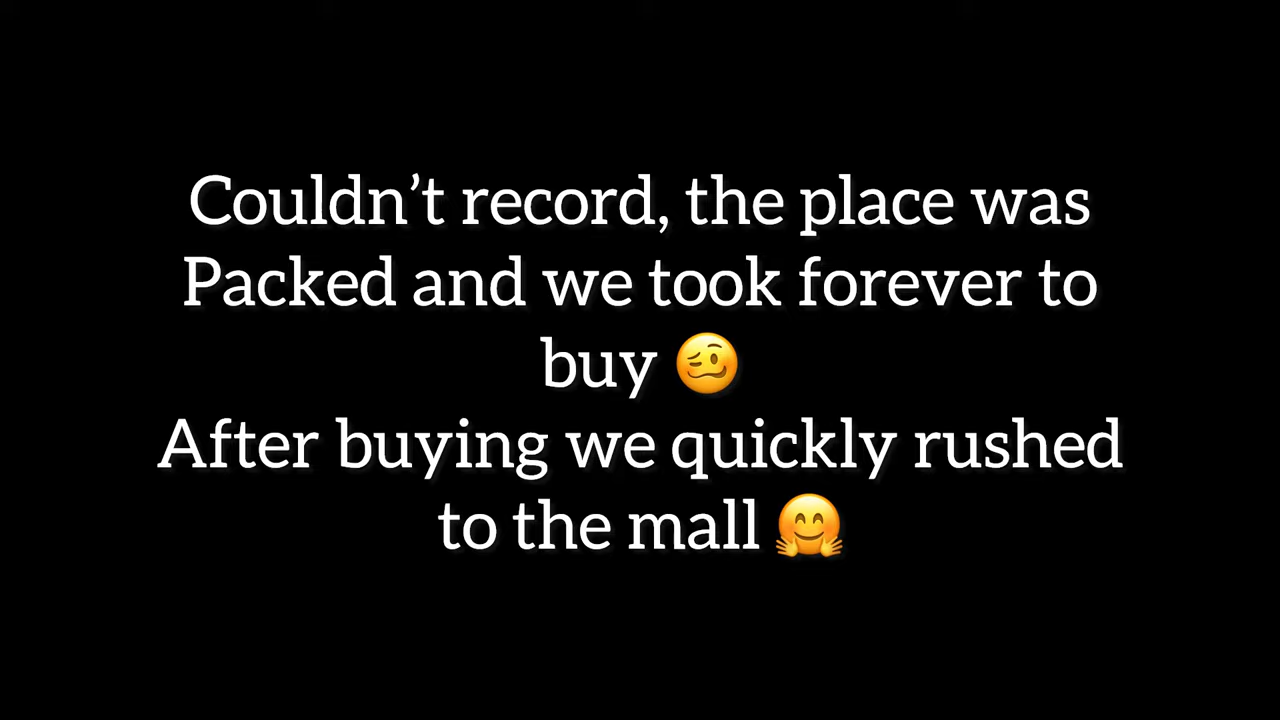 Couldn’t record, the place was
Packed and we took forever to
buy 🥴
After buying we quickly rushed
to the mall 🤗